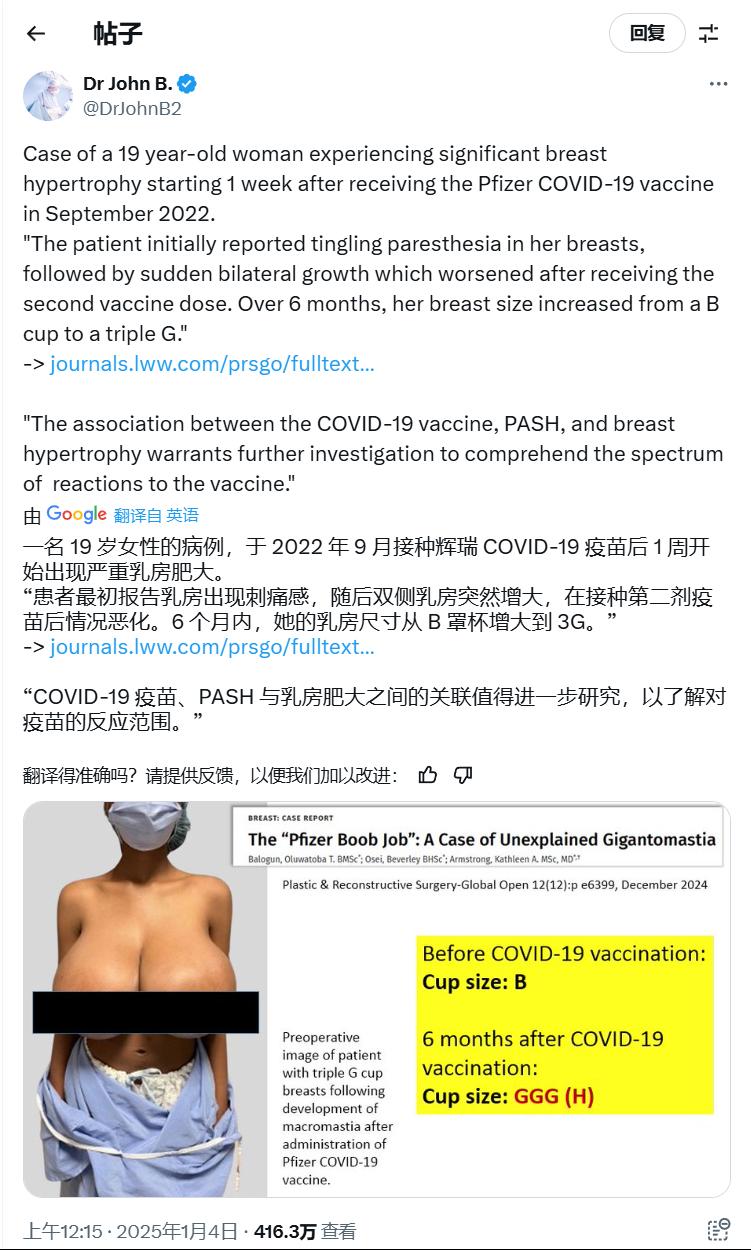 帖子
回复
Dr John B.
@DrJohnB2
Case of a 19 year-old woman experiencing significant breast
hypertrophy starting 1 week after receiving the Pfizer COVID-19 vaccine
in September 2022.
"The patient initially reported tingling paresthesia in her breasts,
followed by sudden bilateral growth which worsened after receiving the
second vaccine dose. Over 6 months, her breast size increased from a B
cup to a triple G."
-> journals.lww.com/prsgo/fulltext...
"The association between the COVID-19 vaccine, PASH, and breast
hypertrophy warrants further investigation to comprehend the spectrum
of  reactions to the vaccine."
由 Google 翻译自 英语
一名 19 岁女性的病例，于 2022 年 9 月接种辉瑞 COVID-19 疫苗后 1 周开
始出现严重乳房肥大。
“患者最初报告乳房出现刺痛感，随后双侧乳房突然增大，在接种第二剂疫
苗后情况恶化。6 个月内，她的乳房尺寸从 B 罩杯增大到 3G。”
-> journals.lww.com/prsgo/fulltext...
“COVID-19 疫苗、PASH 与乳房肥大之间的关联值得进一步研究，以了解对
疫苗的反应范围。”
翻译得准确吗？请提供反馈，以便我们加以改进：
BREAST: CASE REPORT
The “Pfizer Boob Job”: A Case of Unexplained Gigantomastia
Balogun, Oluwatoba T. BMSc*; Osei, Beverley BHSc*; Armstrong, Kathleen A. MSc, MD*,†
Plastic & Reconstructive Surgery-Global Open 12(12):p e6399, December 2024
Before COVID-19 vaccination:
Cup size: B
6 months after COVID-19
vaccination:
Cup size: GGG (H)
Preoperative
image of patient
with triple G cup
breasts following
development of
macromastia after
administration of
Pfizer COVID-19
vaccine.
上午12:15 · 2025年1月4日 · 416.3万 查看